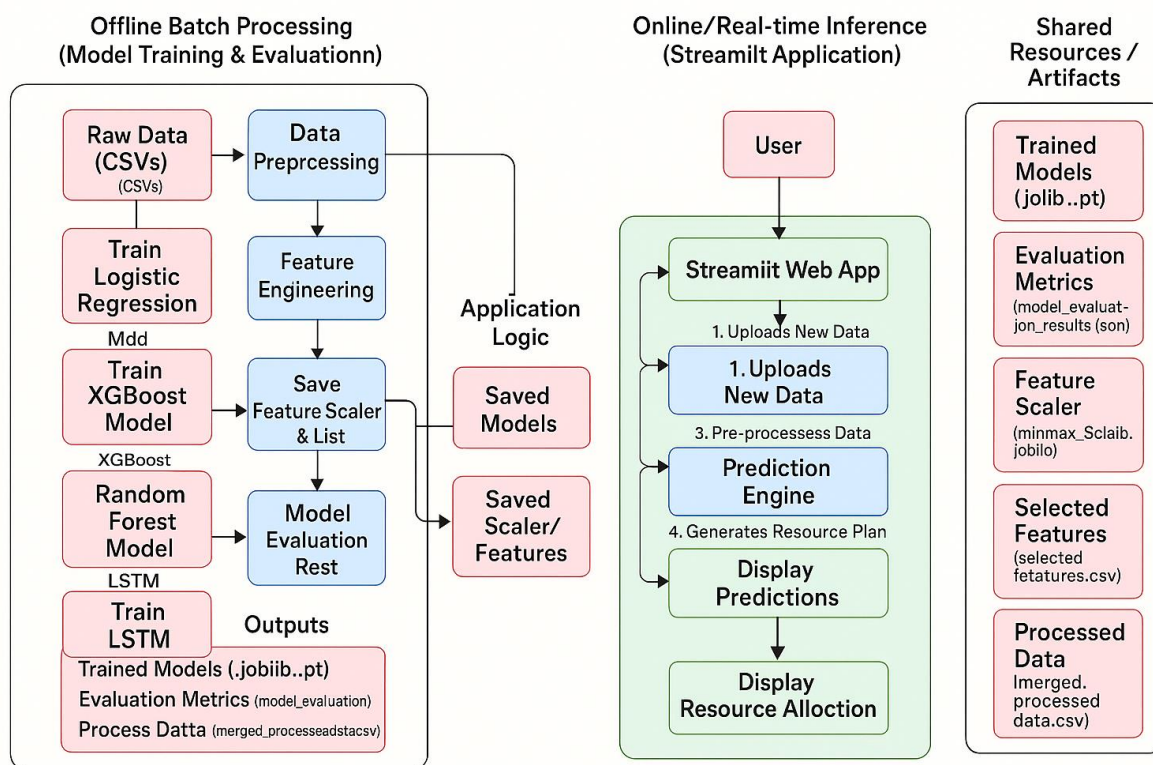 Offline Batch Processing
(Model Training & Evaluationn)
Raw Data
(CSVs)
(CSVs)
Data
Preprcessing
Train
Logistic
Regression
Feature
Engineering
Mdd
Train
XGBoost
Model
Save
Feature Scaler
& List
XGBoost
Random
Forest
Model
Model
Evaluation
Rest
LSTM
Train
LSTM
Outputs
Trained Models (.jobiib..pt)
Evaluation Metrics (model_evaluation)
Process Datta (merged_processeadstacsv)
Application
Logic
Saved
Models
Saved
Scaler/
Features
Online/Real-time Inference
(Streamilt Application)
User
Streamiit Web App
1. Uploads New Data
1. Uploads
New Data
3. Pre-processess Data
Prediction
Engine
4. Generates Resource Plan
Display
Predictions
Display
Resource Alloction
Shared
Resources /
Artifacts
Trained
Models
(jolib..pt)
Evaluation
Metrics
(model_evaluat-
jon_results (son)
Feature
Scaler
(minmax_Sclaib.
jobilo)
Selected
Features
(selected
fetatures.csv)
Processed
Data
lmerged.
processed
data.csv)